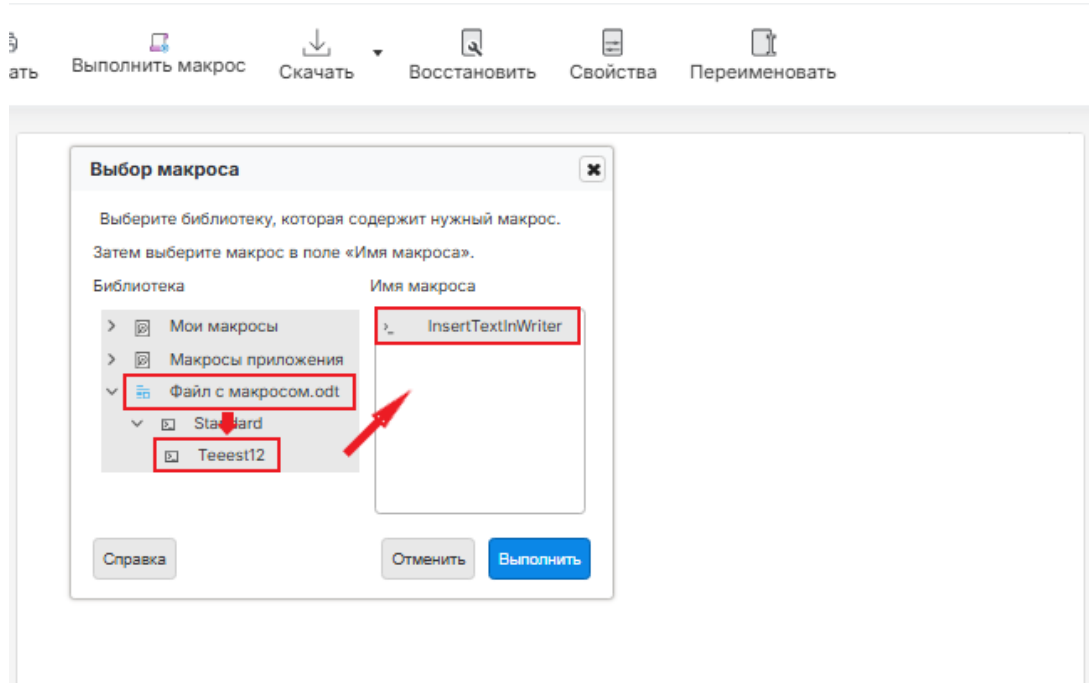 ать Выполнить макрос Скачать Восстановить Свойства Переименовать
Выбор макроса
Выберите библиотеку, которая содержит нужный макрос.
Затем выберите макрос в поле «Имя макроса».
Библиотека Имя макроса
Мои макросы InsertTextInWriter
Макросы приложения
Файл с макросом.odt
Standard
Teeest12
Справка Отменить Выполнить